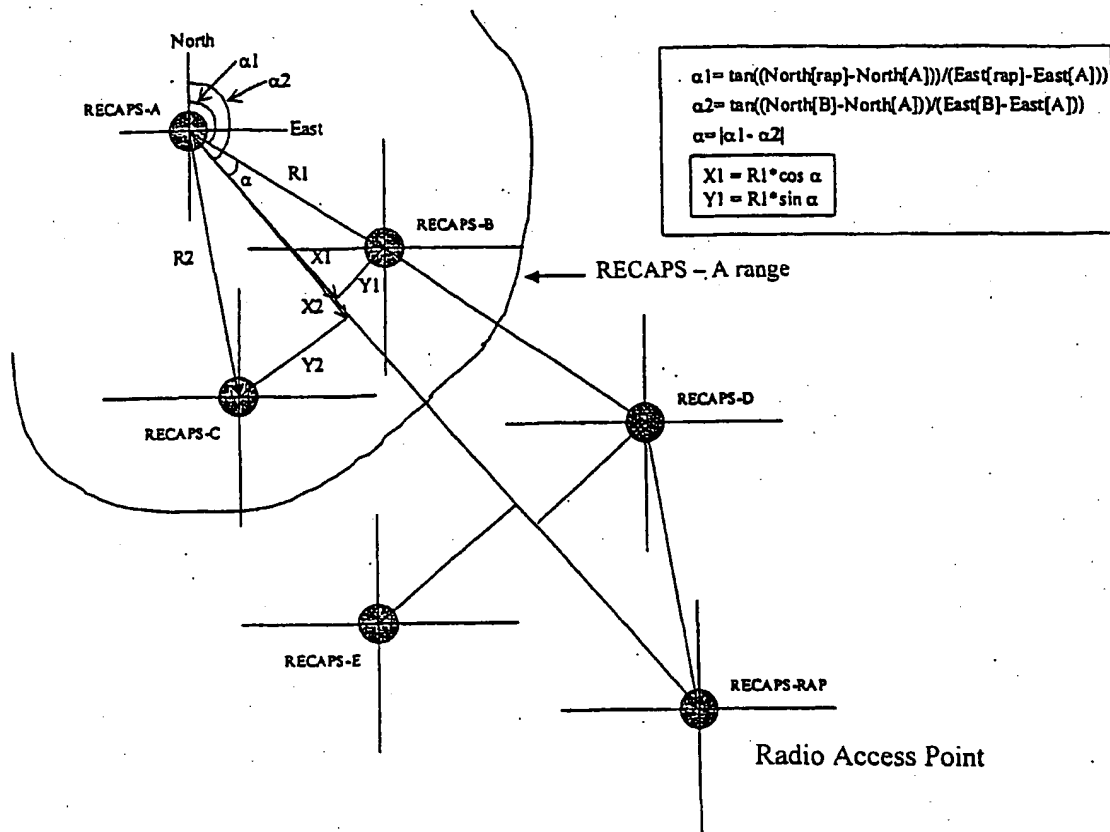 North
α1
α2
RECAPS-A
East
α
R1
RECAPS-B
R2
X1
Y1
X2
Y2
RECAPS – A range
RECAPS-C
RECAPS-D
RECAPS-E
RECAPS-RAP
Radio Access Point
α1= tan((North[rap]-North[A]))/(East[rap]-East[A]))
α2= tan((North[B]-North[A]))/(East[B]-East[A]))
α=|α1 - α2|
X1 = R1*cos α
Y1 = R1*sin α